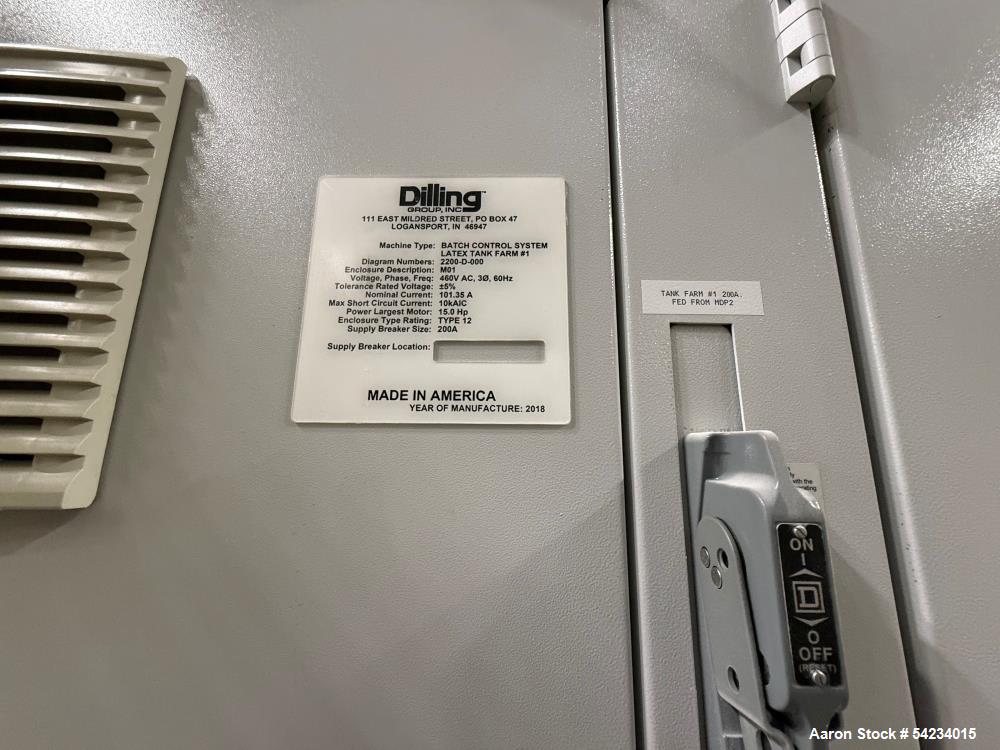 Dilling™
GROUP, INC
111 EAST MILDRED STREET, PO BOX 47
LOGANSPORT, IN 46947
Machine Type: BATCH CONTROL SYSTEM
LATEX TANK FARM #1
Diagram Numbers: 2200-D-000
Enclosure Description: M01
Voltage, Phase, Freq: 460V AC, 3Ø, 60Hz
Tolerance Rated Voltage: ±5%
Nominal Current: 101.35 A
Max Short Circuit Current: 10kAIC
Power Largest Motor: 15.0 Hp
Enclosure Type Rating: TYPE 12
Supply Breaker Size: 200A
Supply Breaker Location:
MADE IN AMERICA
YEAR OF MANUFACTURE: 2018
TANK FARM #1 200A.
FED FROM MDP2
with the
ON
I
D
O
OFF
(RESET)
Aaron Stock # 54234015